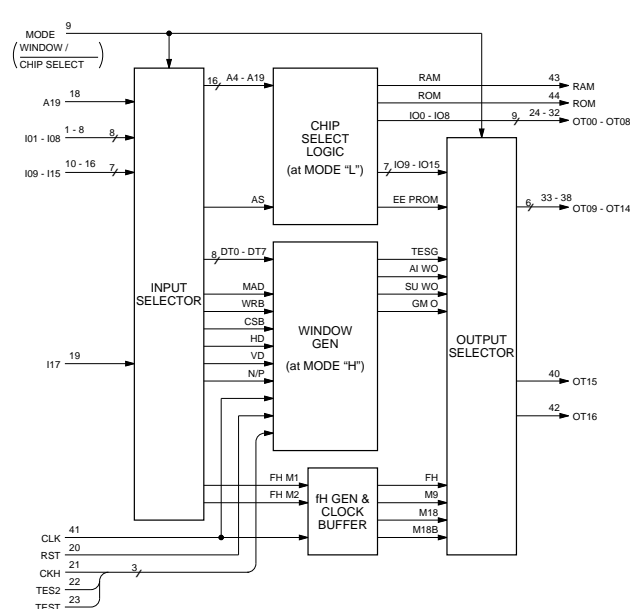 9
MODE
WINDOW /
CHIP SELECT
16
A4 - A19
RAM
43
RAM
ROM
44
ROM
18
A19
IO0 - IO8
9
24 - 32
OT00 - OT08
1 - 8
I01 - I08
8
CHIP
SELECT
LOGIC
(at MODE "L")
10 - 16
I09 - I15
7
7
IO9 - IO15
AS
EE PROM
33 - 38
6
OT09 - OT14
8
DT0 - DT7
TESG
AI WO
MAD
SU WO
WRB
GM O
INPUT
SELECTOR
CSB
WINDOW
GEN
(at MODE "H")
HD
OUTPUT
SELECTOR
19
I17
VD
N/P
40
OT15
42
OT16
FH M1
FH
FH M2
fH GEN &
CLOCK
BUFFER
M9
M18
M18B
41
CLK
20
RST
21
CKH
3
22
TES2
23
TEST